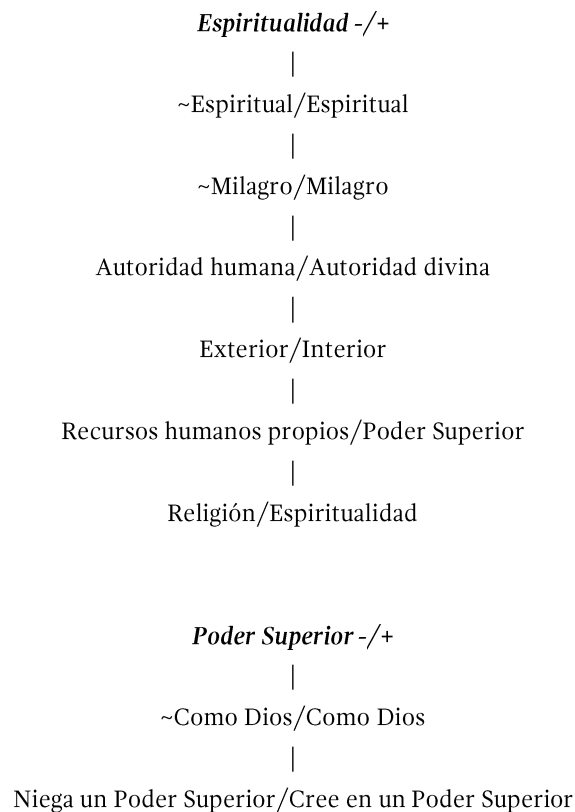 Espiritualidad -/+
|
~Espiritual/Espiritual
|
~Milagro/Milagro
|
Autoridad humana/Autoridad divina
|
Exterior/Interior
|
Recursos humanos propios/Poder Superior
|
Religión/Espiritualidad
Poder Superior -/+
|
~Como Dios/Como Dios
|
Niega un Poder Superior/Cree en un Poder Superior